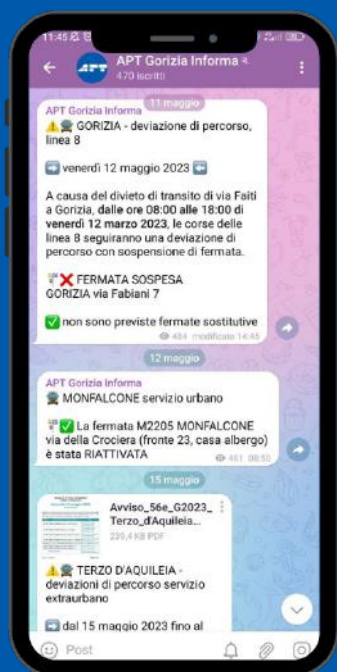 11:45
APT Gorizia Informa
470 iscritti
11 maggio
APT Gorizia Informa
GORIZIA - deviazione di percorso,
linea 8
venerdì 12 maggio 2023
A causa del divieto di transito di via Faiti
a Gorizia, dalle ore 08:00 alle 18:00 di
venerdì 12 marzo 2023, le corse delle
linea 8 seguiranno una deviazione di
percorso con sospensione di fermata.
FERMATA SOSPESA
GORIZIA via Fabiani 7
non sono previste fermate sostitutive
484 modificato 14:46
12 maggio
APT Gorizia Informa
MONFALCONE servizio urbano
La fermata M2205 MONFALCONE
via della Crociera (fronte 23, casa albergo)
è stata RIATTIVATA
461 08:50
15 maggio
Avviso_56e_G2023_
Terzo_d'Aquileia...
239,4 KB PDF
TERZO D'AQUILEIA -
deviazioni di percorso servizio
extraurbano
dal 15 maggio 2023 fino al
Post